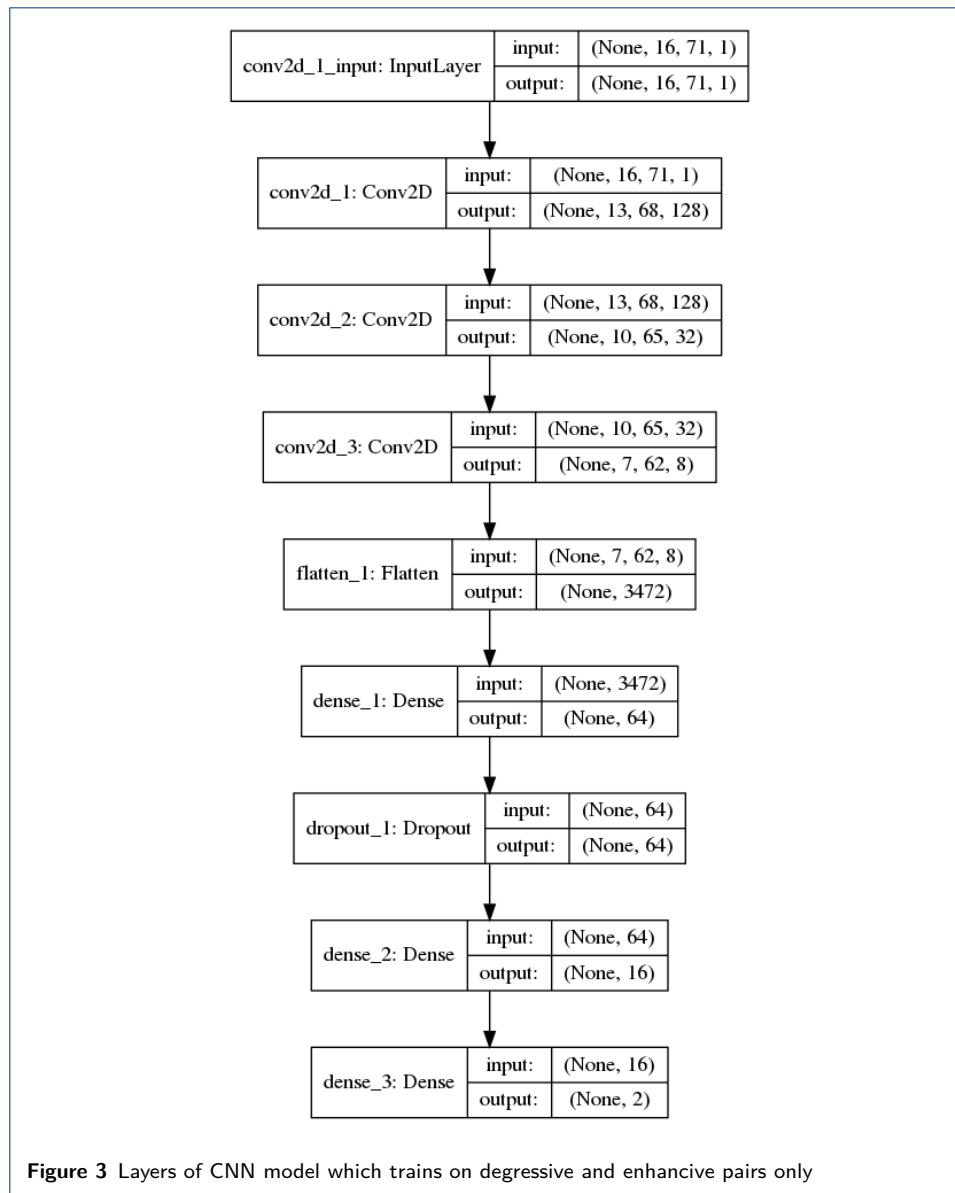 conv2d_1_input: InputLayer
input: (None, 16, 71, 1)
output: (None, 16, 71, 1)
conv2d_1: Conv2D
input: (None, 16, 71, 1)
output: (None, 13, 68, 128)
conv2d_2: Conv2D
input: (None, 13, 68, 128)
output: (None, 10, 65, 32)
conv2d_3: Conv2D
input: (None, 10, 65, 32)
output: (None, 7, 62, 8)
flatten_1: Flatten
input: (None, 7, 62, 8)
output: (None, 3472)
dense_1: Dense
input: (None, 3472)
output: (None, 64)
dropout_1: Dropout
input: (None, 64)
output: (None, 64)
dense_2: Dense
input: (None, 64)
output: (None, 16)
dense_3: Dense
input: (None, 16)
output: (None, 2)
Figure 3 Layers of CNN model which trains on degressive and enhancive pairs only